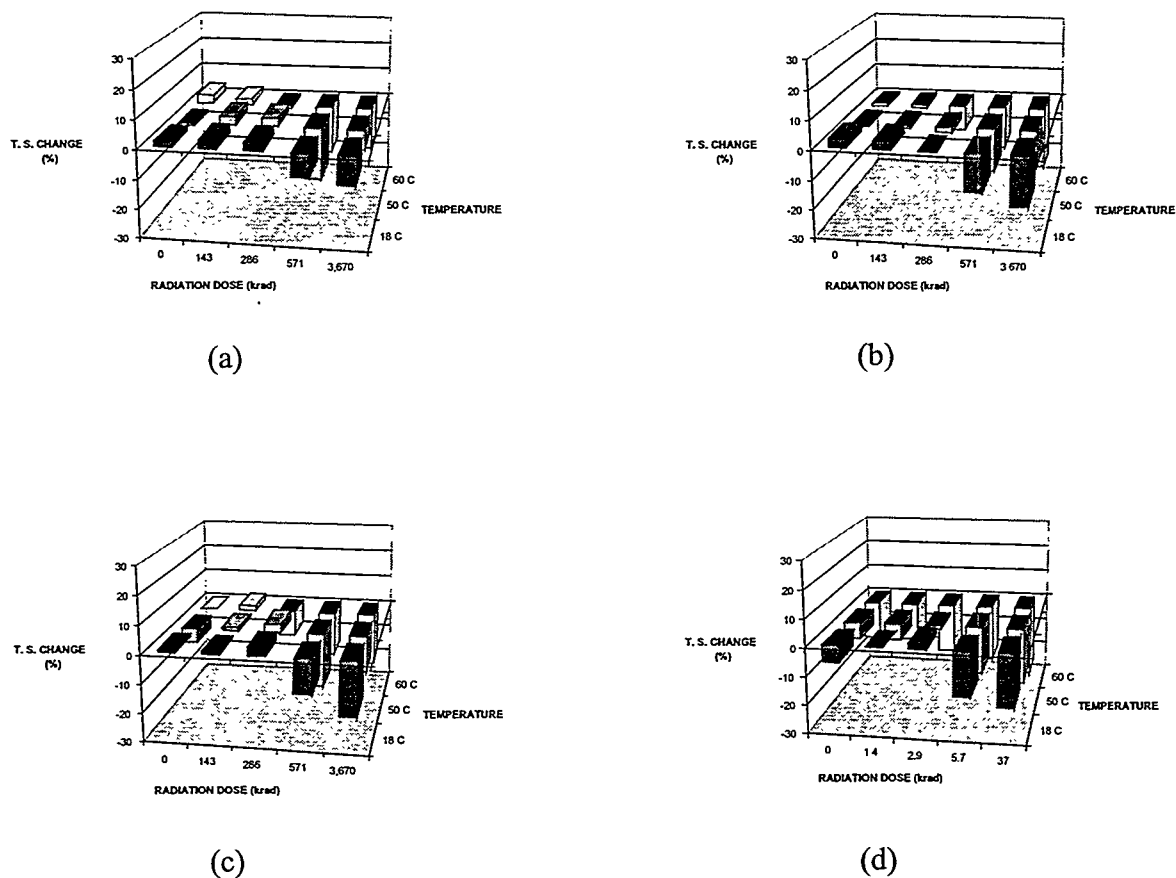 30
20
10
0
-10
-20
-30
T. S. CHANGE
(%)
60 C
50 C
18 C
TEMPERATURE
0 143 286 571 3,670
RADIATION DOSE (krad)
(a)
30
20
10
0
-10
-20
-30
T. S. CHANGE
(%)
60 C
50 C
18 C
TEMPERATURE
0 143 286 571 3 670
RADIATION DOSE (krad)
(b)
30
20
10
0
-10
-20
-30
T. S. CHANGE
(%)
60 C
50 C
18 C
TEMPERATURE
0 143 286 571 3,670
RADIATION DOSE (krad)
(c)
30
20
10
0
-10
-20
-30
T. S. CHANGE
(%)
60 C
50 C
18 C
TEMPERATURE
0 1 4 2.9 5.7 37
RADIATION DOSE (krad)
(d)